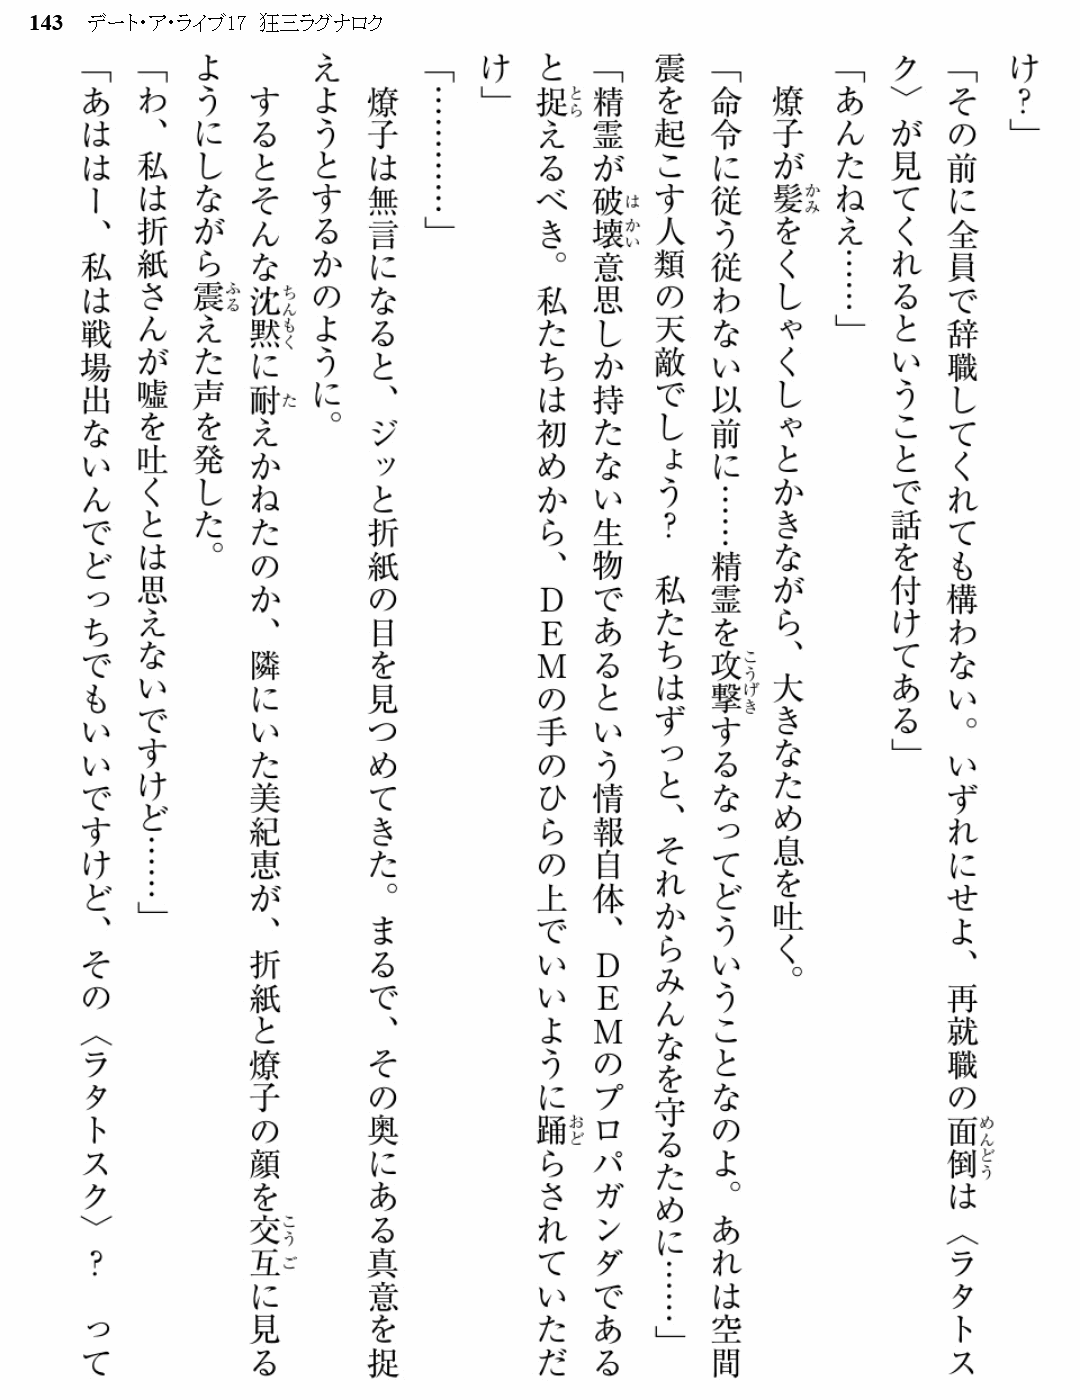 143 デート・ア・ライブ17 狂三ラグナロク
け？」
「その前に全員で辞職してくれても構わない。いずれにせよ、再就職の面倒は〈ラタトス
ク〉が見てくれるということで話を付けてある」
「あんたねえ……」
　燎子が髪をくしゃくしゃとかきながら、大きなため息を吐く。
「命令に従う従わない以前に……精霊を攻撃するなってどういうことなのよ。あれは空間
震を起こす人類の天敵でしょう？　私たちはずっと、それからみんなを守るために……」
「精霊が破壊意思しか持たない生物であるという情報自体、ＤＥＭのプロパガンダである
と捉えるべき。私たちは初めから、ＤＥＭの手のひらの上でいいように踊らされていただ
け」
「…………」
　燎子は無言になると、ジッと折紙の目を見つめてきた。まるで、その奥にある真意を捉
えようとするかのように。
　するとそんな沈黙に耐えかねたのか、隣にいた美紀恵が、折紙と燎子の顔を交互に見る
ようにしながら震えた声を発した。
「わ、私は折紙さんが嘘を吐くとは思えないですけど……」
「あははー、私は戦場出ないんでどっちでもいいですけど、その〈ラタトスク〉？　って